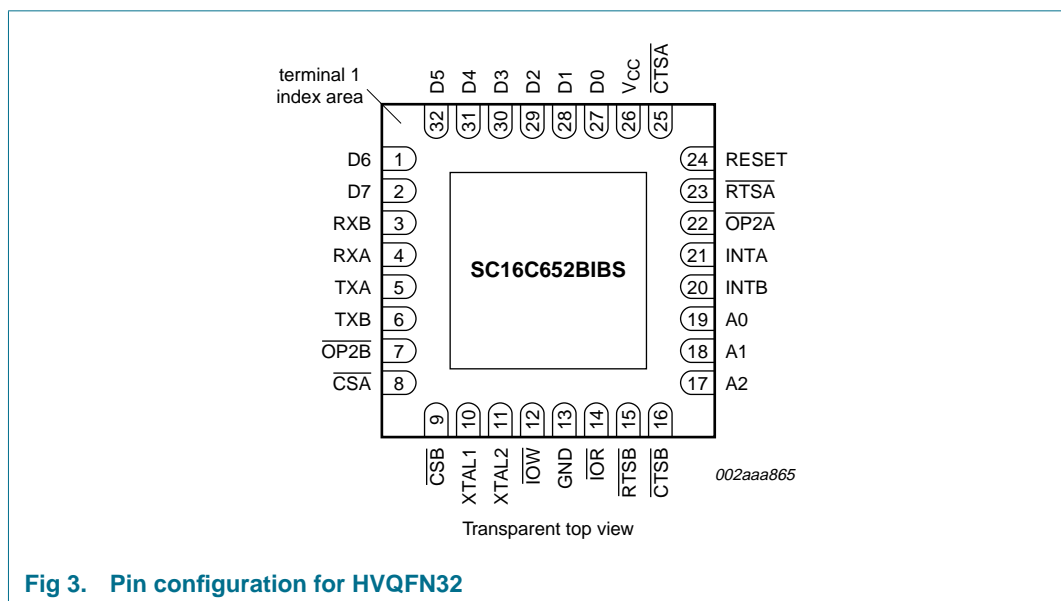 terminal 1
index area
D5
D4
D3
D2
D1
D0
VCC
CTSA
32
31
30
29
28
27
26
25
D6 1
D7 2
RXB 3
RXA 4
TXA 5
TXB 6
OP2B 7
CSA 8
SC16C652BIBS
24 RESET
23 RTSA
22 OP2A
21 INTA
20 INTB
19 A0
18 A1
17 A2
9
10
11
12
13
14
15
16
CSB
XTAL1
XTAL2
IOW
GND
IOR
RTSB
CTSB
002aaa865
Transparent top view
Fig 3. Pin configuration for HVQFN32